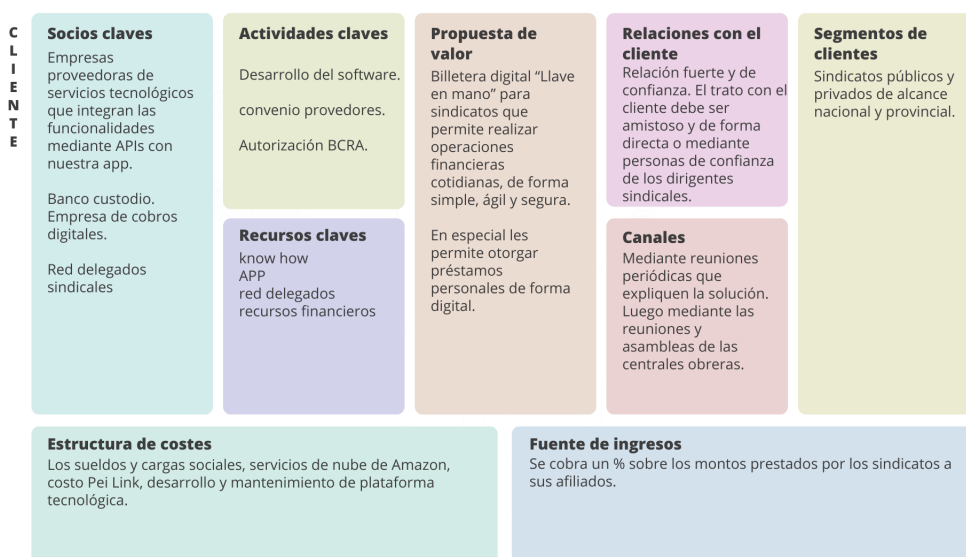 CLIENTE
Socios claves
Empresas
proveedoras de
servicios tecnológicos
que integran las
funcionalidades
mediante APIs con
nuestra app.
Banco custodio.
Empresa de cobros
digitales.
Red delegados
sindicales
Actividades claves
Desarrollo del software.
convenio provedores.
Autorización BCRA.
Recursos claves
know how
APP
red delegados
recursos financieros
Propuesta de
valor
Billetera digital “Llave
en mano” para
sindicatos que
permite realizar
operaciones
financieras
cotidianas, de forma
simple, ágil y segura.
En especial les
permite otorgar
préstamos
personales de forma
digital.
Relaciones con el
cliente
Relación fuerte y de
confianza. El trato con el
cliente debe ser
amistoso y de forma
directa o mediante
personas de confianza
de los dirigentes
sindicales.
Canales
Mediante reuniones
periódicas que
expliquen la solución.
Luego mediante las
reuniones y
asambleas de las
centrales obreras.
Segmentos de
clientes
Sindicatos públicos y
privados de alcance
nacional y provincial.
Estructura de costes
Los sueldos y cargas sociales, servicios de nube de Amazon,
costo Pei Link, desarrollo y mantenimiento de plataforma
tecnológica.
Fuente de ingresos
Se cobra un % sobre los montos prestados por los sindicatos a
sus afiliados.